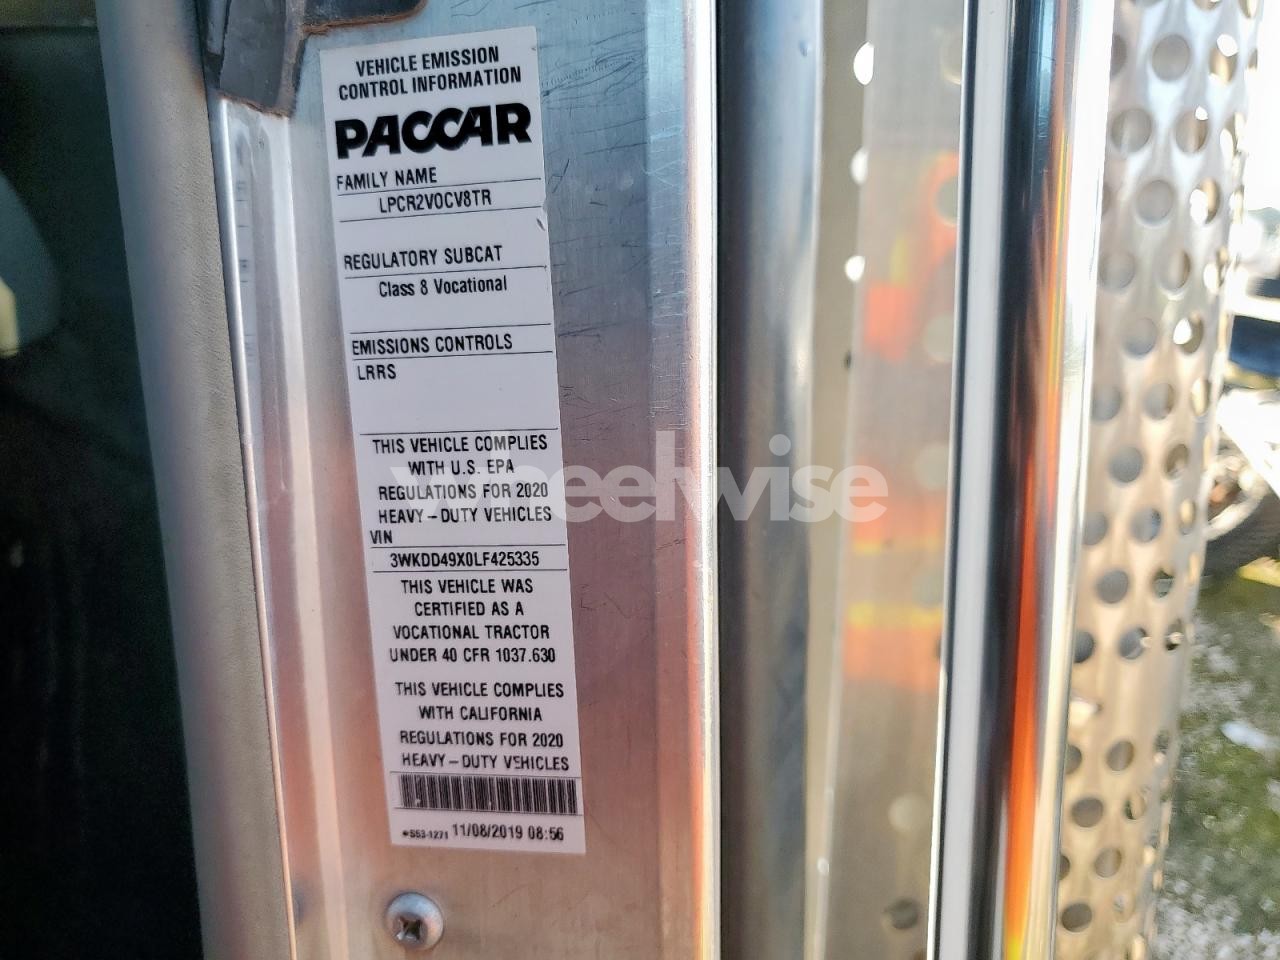 VEHICLE EMISSION
CONTROL INFORMATION
PACCAR
FAMILY NAME
LPCR2VOCV8TR
REGULATORY SUBCAT
Class 8 Vocational
EMISSIONS CONTROLS
LRRS
THIS VEHICLE COMPLIES
WITH U.S. EPA
REGULATIONS FOR 2020
HEAVY-DUTY VEHICLES
VIN
3WKDD49X0LF425335
THIS VEHICLE WAS
CERTIFIED AS A
VOCATIONAL TRACTOR
UNDER 40 CFR 1037.630
THIS VEHICLE COMPLIES
WITH CALIFORNIA
REGULATIONS FOR 2020
HEAVY-DUTY VEHICLES
*S53-1271 11/08/2019 08:56
wheelwise